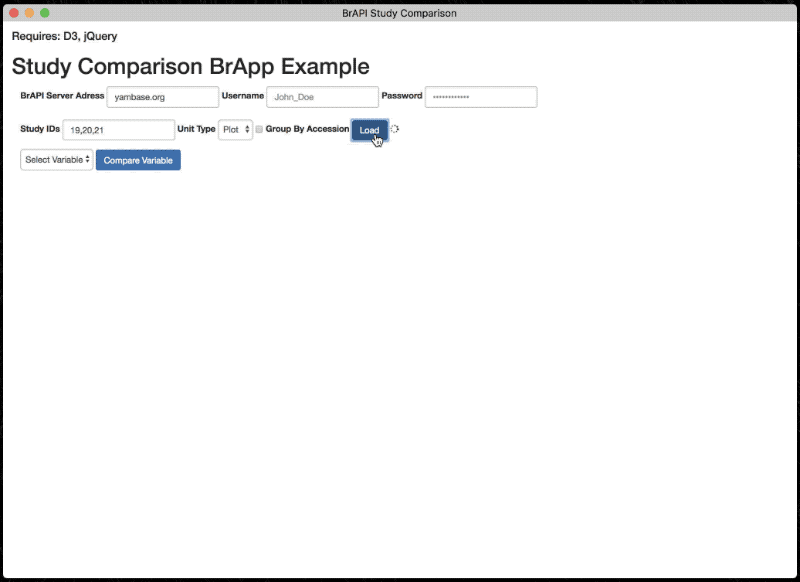 BrAPI Study Comparison
Requires: D3, jQuery
Study Comparison BrApp Example
BrAPI Server Adress yambase.org Username John_Doe Password ••••••••••••
Study IDs 19,20,21 Unit Type Plot Group By Accession Load
Select Variable Compare Variable